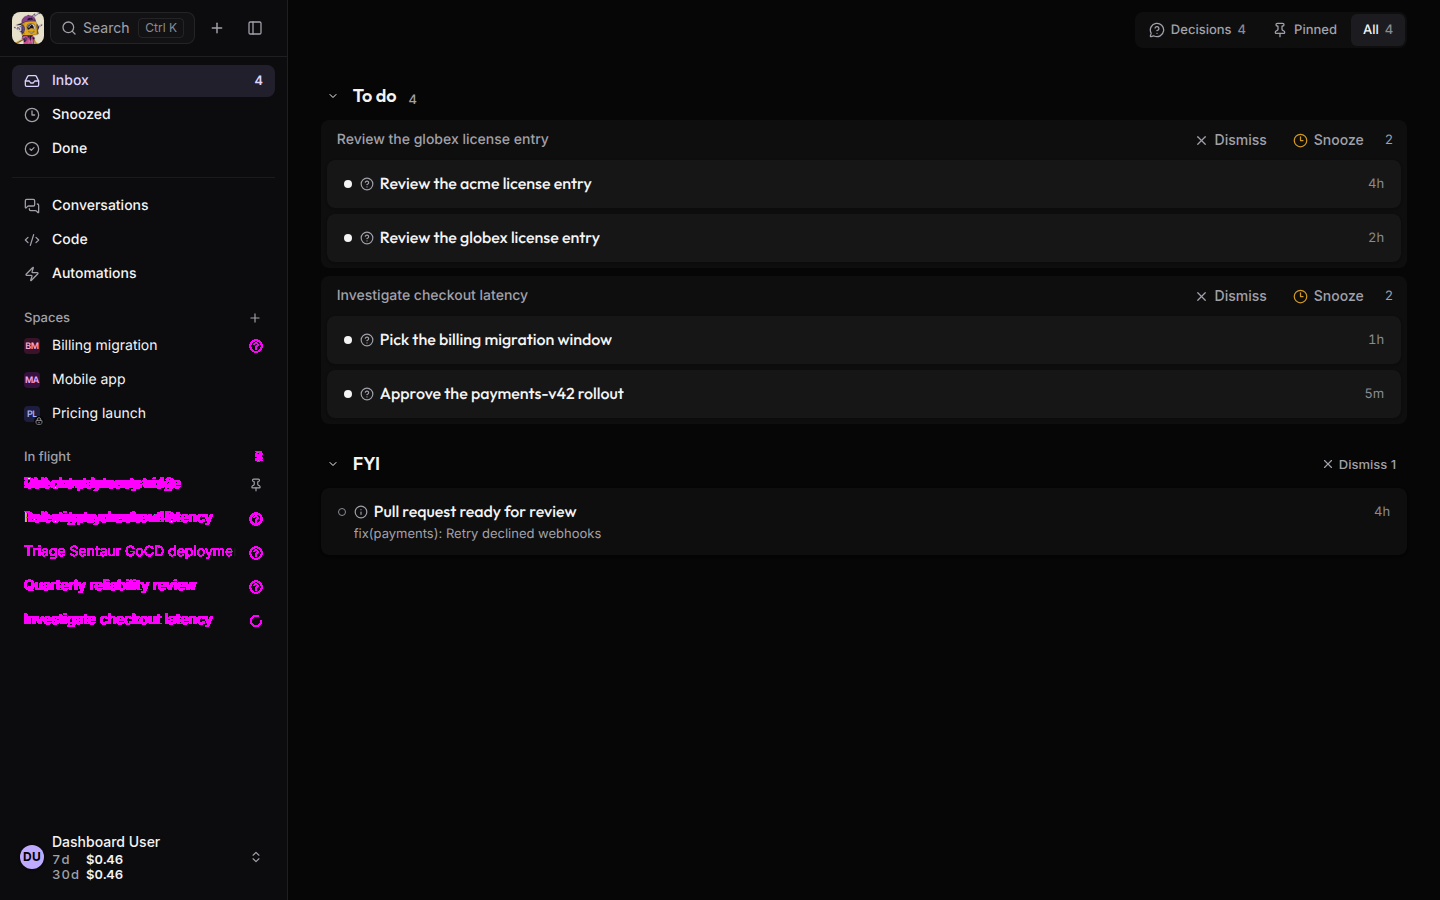 Search Ctrl K
Inbox 4
Snoozed
Done
Conversations
Code
Automations
Spaces
BM Billing migration
MA Mobile app
PL Pricing launch
In flight
Triage Sentaur GoCD deployme
Quarterly reliability review
Investigate checkout latency
DU Dashboard User
7d $0.46
30d $0.46
Decisions 4 Pinned All 4
To do 4
Review the globex license entry Dismiss Snooze 2
Review the acme license entry 4h
Review the globex license entry 2h
Investigate checkout latency Dismiss Snooze 2
Pick the billing migration window 1h
Approve the payments-v42 rollout 5m
FYI Dismiss 1
Pull request ready for review 4h
fix(payments): Retry declined webhooks